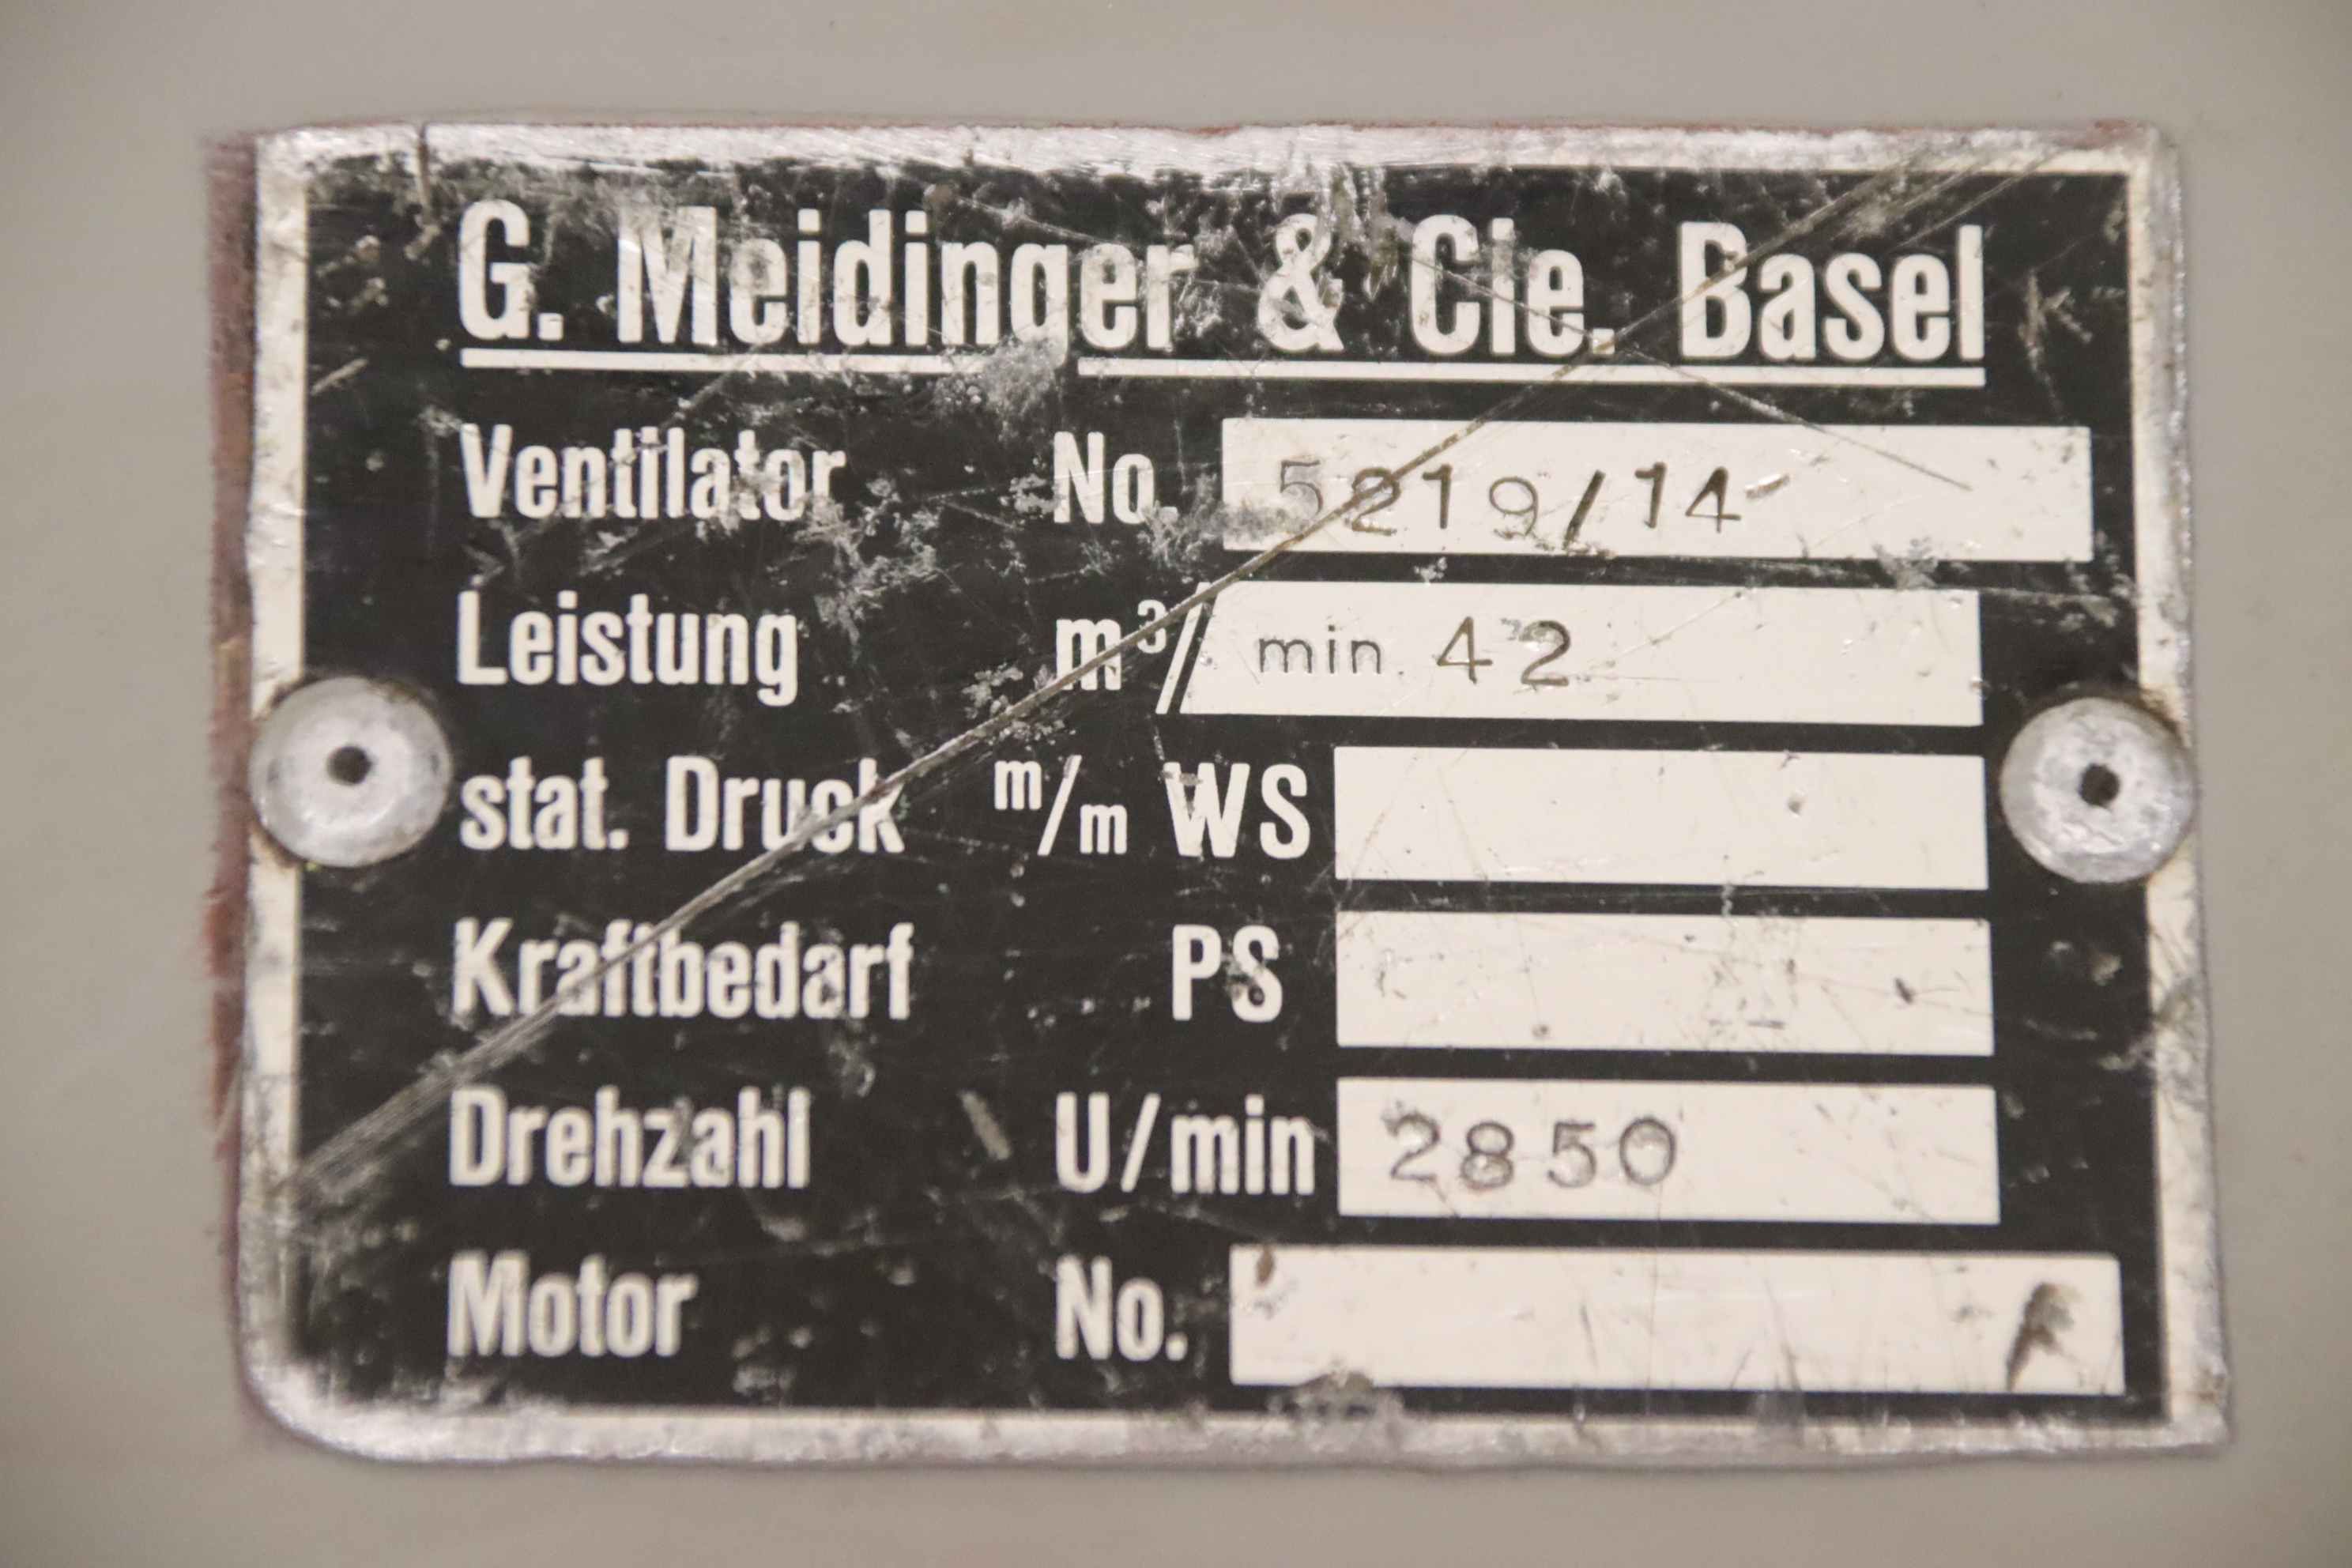 G. Meidinger & Cie. Basel
Ventilator No. 5219/14
Leistung m³/ min. 42
stat. Druck m/m WS
Kraftbedarf PS
Drehzahl U/min 2850
Motor No.